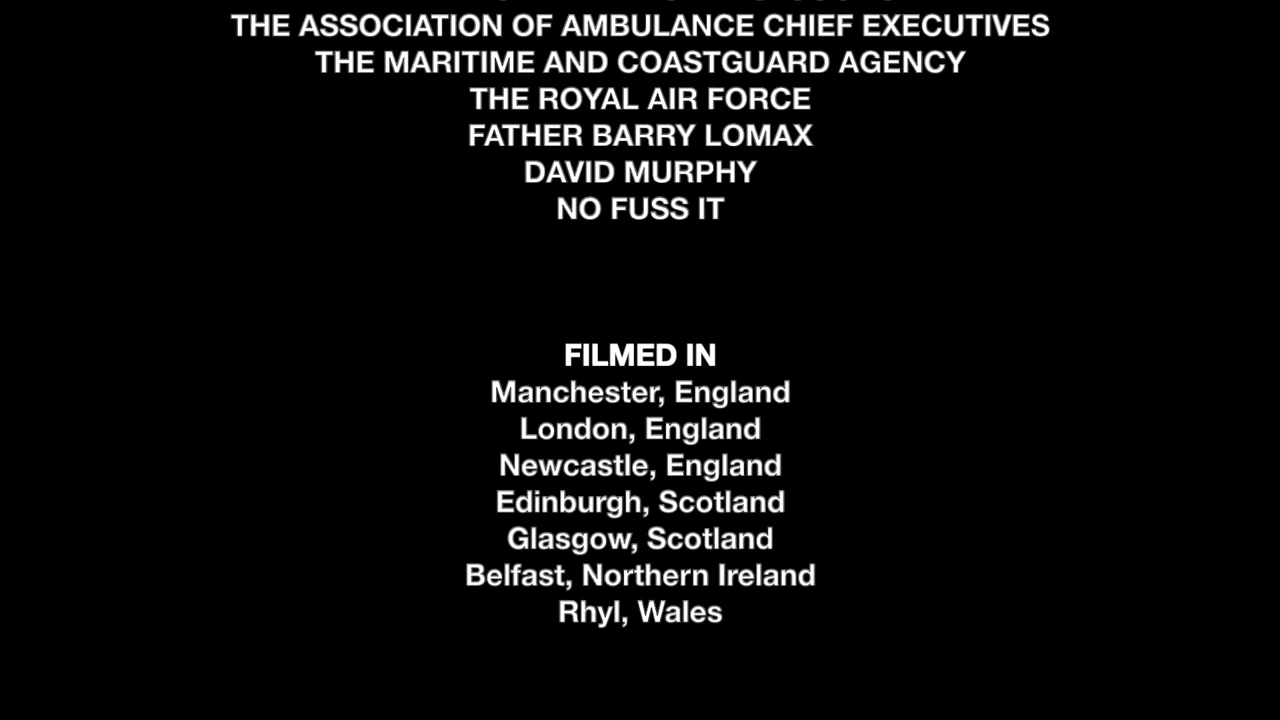 THE ASSOCIATION OF AMBULANCE CHIEF EXECUTIVES
THE MARITIME AND COASTGUARD AGENCY
THE ROYAL AIR FORCE
FATHER BARRY LOMAX
DAVID MURPHY
NO FUSS IT
FILMED IN
Manchester, England
London, England
Newcastle, England
Edinburgh, Scotland
Glasgow, Scotland
Belfast, Northern Ireland
Rhyl, Wales